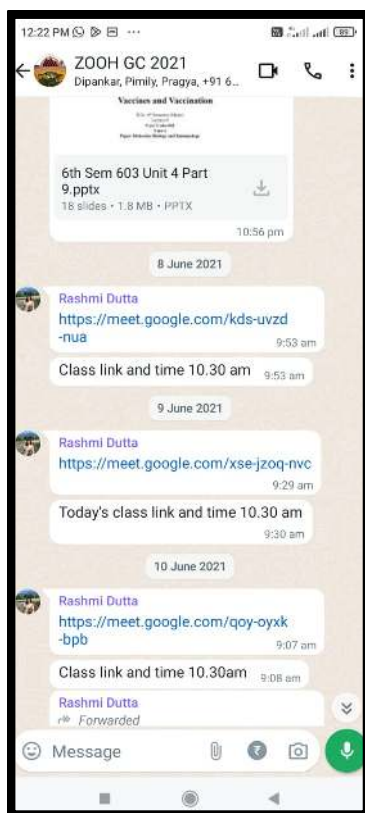 12:22 PM
89
ZOOH GC 2021
Dipankar, Pimily, Pragya, +91 6...
Vaccines and Vaccination
6th Sem 603 Unit 4 Part
9.pptx
18 slides • 1.8 MB • PPTX
10:56 pm
8 June 2021
Rashmi Dutta
https://meet.google.com/kds-uvzd
-nua
9:53 am
Class link and time 10.30 am
9:53 am
9 June 2021
Rashmi Dutta
https://meet.google.com/xse-jzoq-nvc
9:29 am
Today's class link and time 10.30 am
9:30 am
10 June 2021
Rashmi Dutta
https://meet.google.com/qoy-oyxk
-bpb
9:07 am
Class link and time 10.30am
9:08 am
Rashmi Dutta
Forwarded
Message